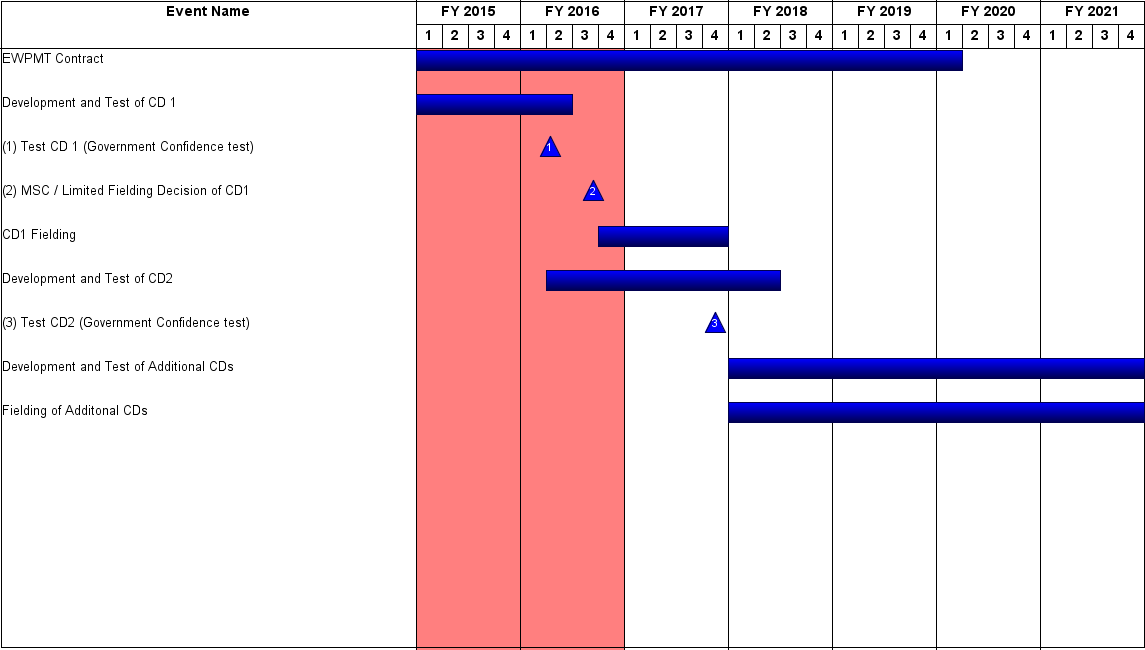 Event Name FY 2015 FY 2016 FY 2017 FY 2018 FY 2019 FY 2020 FY 2021
1 2 3 4 1 2 3 4 1 2 3 4 1 2 3 4 1 2 3 4 1 2 3 4 1 2 3 4
EWPMT Contract
Development and Test of CD 1
(1) Test CD 1 (Government Confidence test) 1
(2) MSC / Limited Fielding Decision of CD1 2
CD1 Fielding
Development and Test of CD2
(3) Test CD2 (Government Confidence test) 3
Development and Test of Additional CDs
Fielding of Additonal CDs